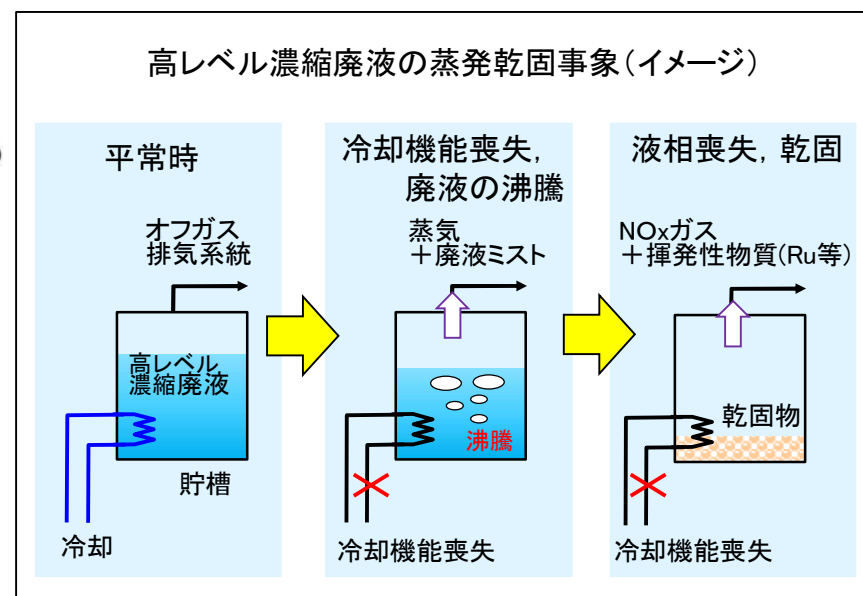 高レベル濃縮廃液の蒸発乾固事象(イメージ)
平常時
オフガス
排気系統
高レベル
濃縮廃液
貯槽
冷却
冷却機能喪失,
廃液の沸騰
蒸気
+廃液ミスト
沸騰
冷却機能喪失
液相喪失,乾固
NOxガス
+揮発性物質(Ru等)
乾固物
冷却機能喪失